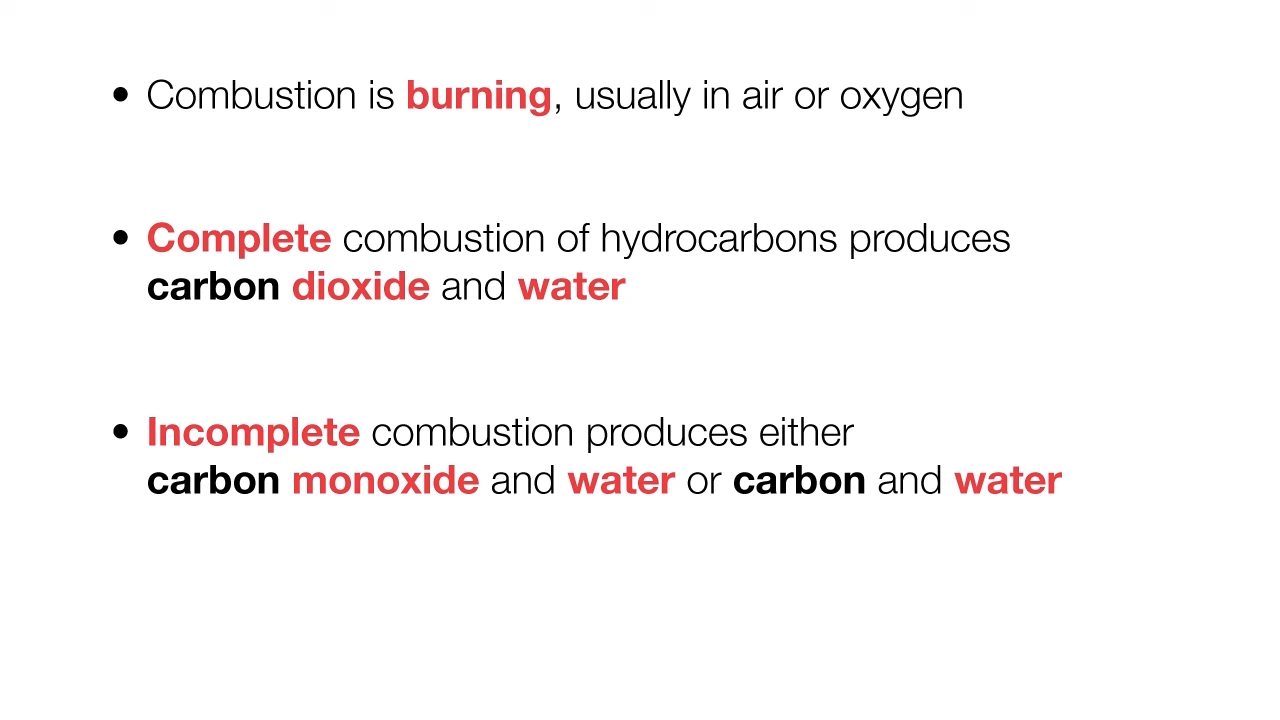 • Combustion is burning, usually in air or oxygen
• Complete combustion of hydrocarbons produces
carbon dioxide and water
• Incomplete combustion produces either
carbon monoxide and water or carbon and water